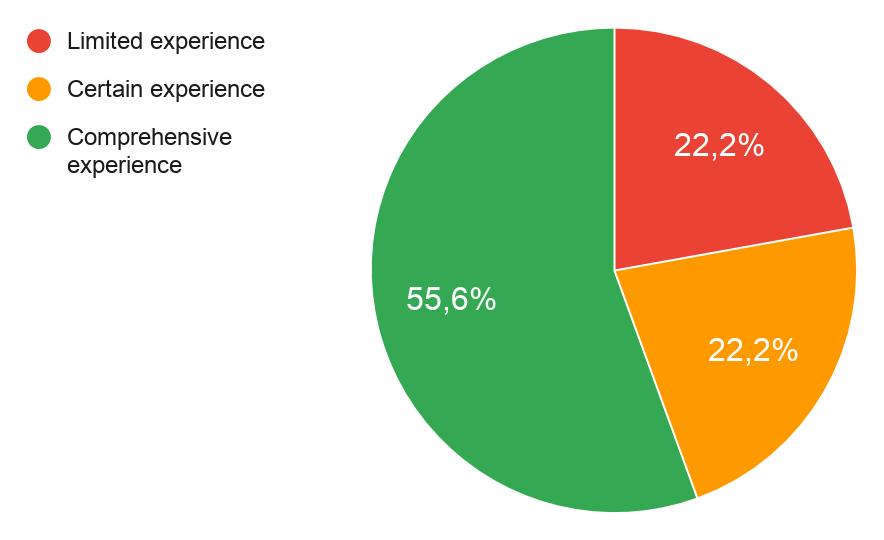 Limited experience
Certain experience
Comprehensive
experience
22,2%
55,6%
22,2%